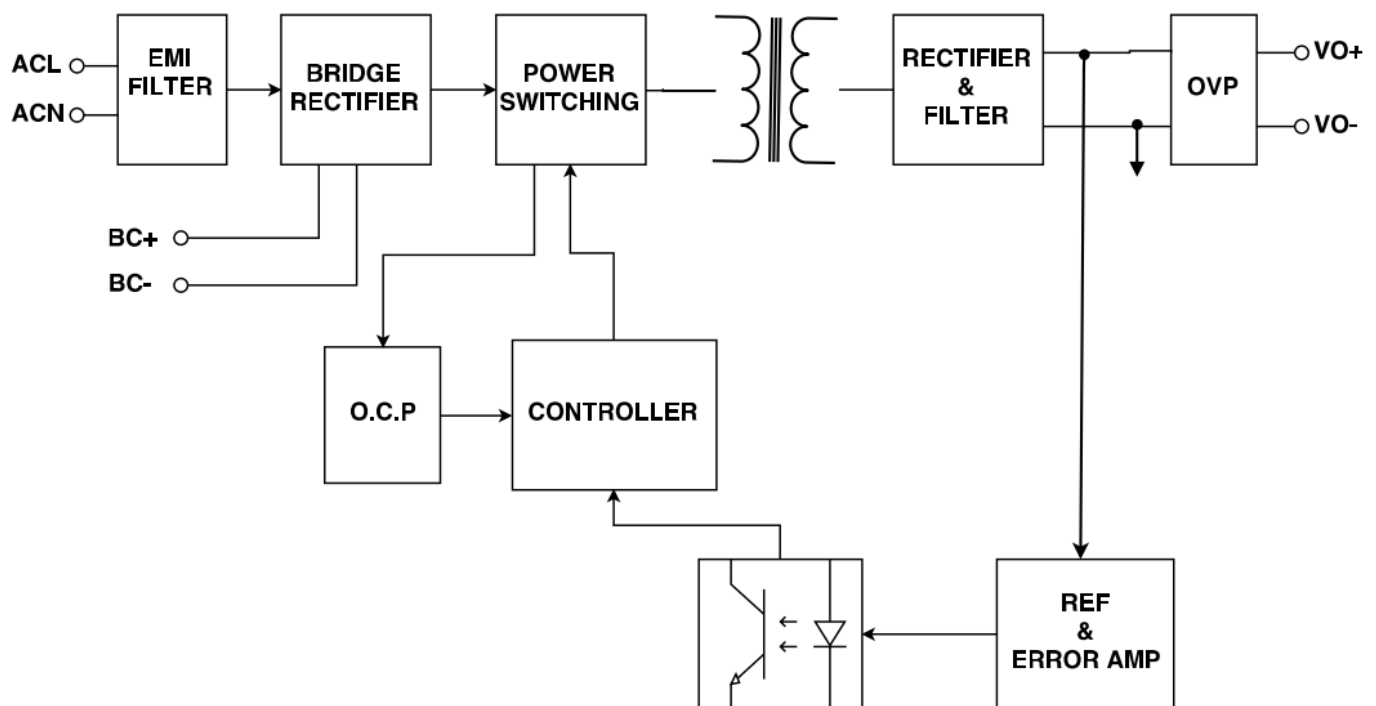 ACL
ACN
EMI
FILTER
BRIDGE
RECTIFIER
POWER
SWITCHING
RECTIFIER
&
FILTER
OVP
VO+
VO-
BC+
BC-
O.C.P
CONTROLLER
REF
&
ERROR AMP